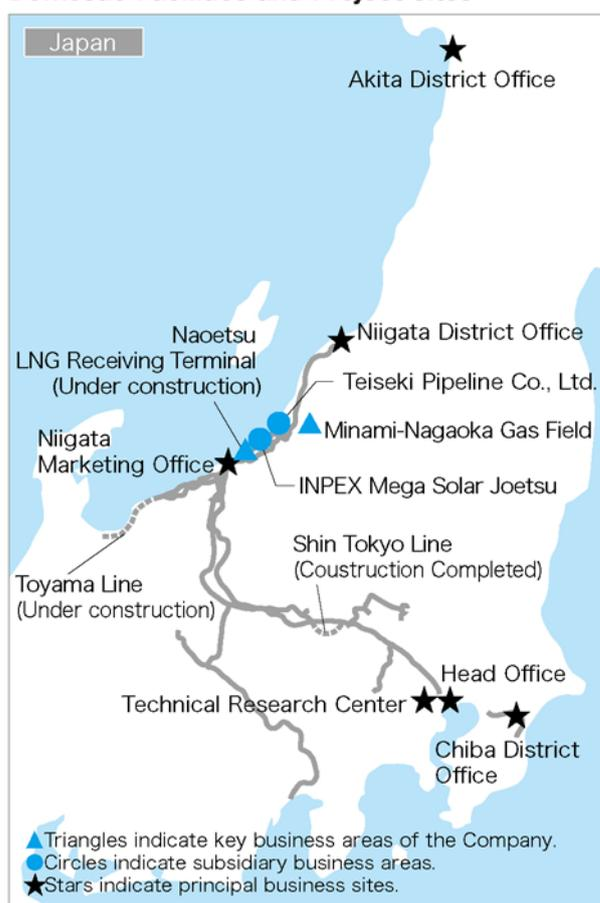 Japan
Akita District Office
Niigata District Office
Naoetsu
LNG Receiving Terminal
(Under construction)
Teiseki Pipeline Co., Ltd.
Minami-Nagaoka Gas Field
Niigata
Marketing Office
INPEX Mega Solar Joetsu
Shin Tokyo Line
(Coustruction Completed)
Toyama Line
(Under construction)
Head Office
Technical Research Center
Chiba District
Office
Triangles indicate key business areas of the Company.
Circles indicate subsidiary business areas.
Stars indicate principal business sites.